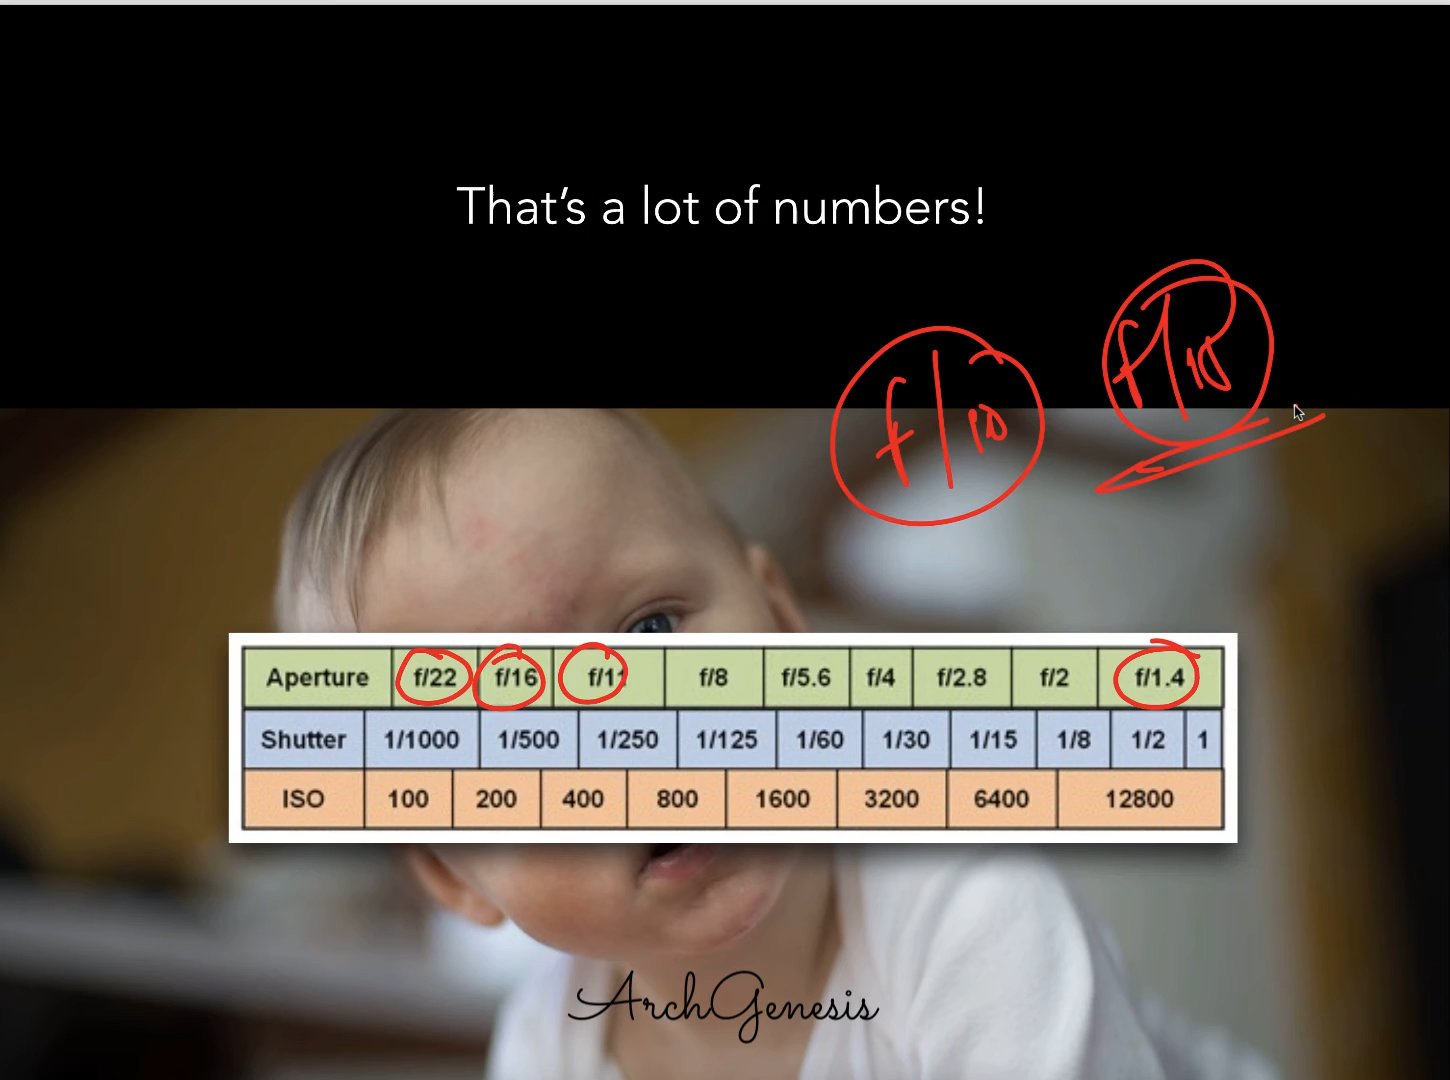 That's a lot of numbers!
f/10
Aperture f/22 f/16 f/11 f/8 f/5.6 f/4 f/2.8 f/2 f/1.4
Shutter 1/1000 1/500 1/250 1/125 1/60 1/30 1/15 1/8 1/2 1
ISO 100 200 400 800 1600 3200 6400 12800
ArchGenesis